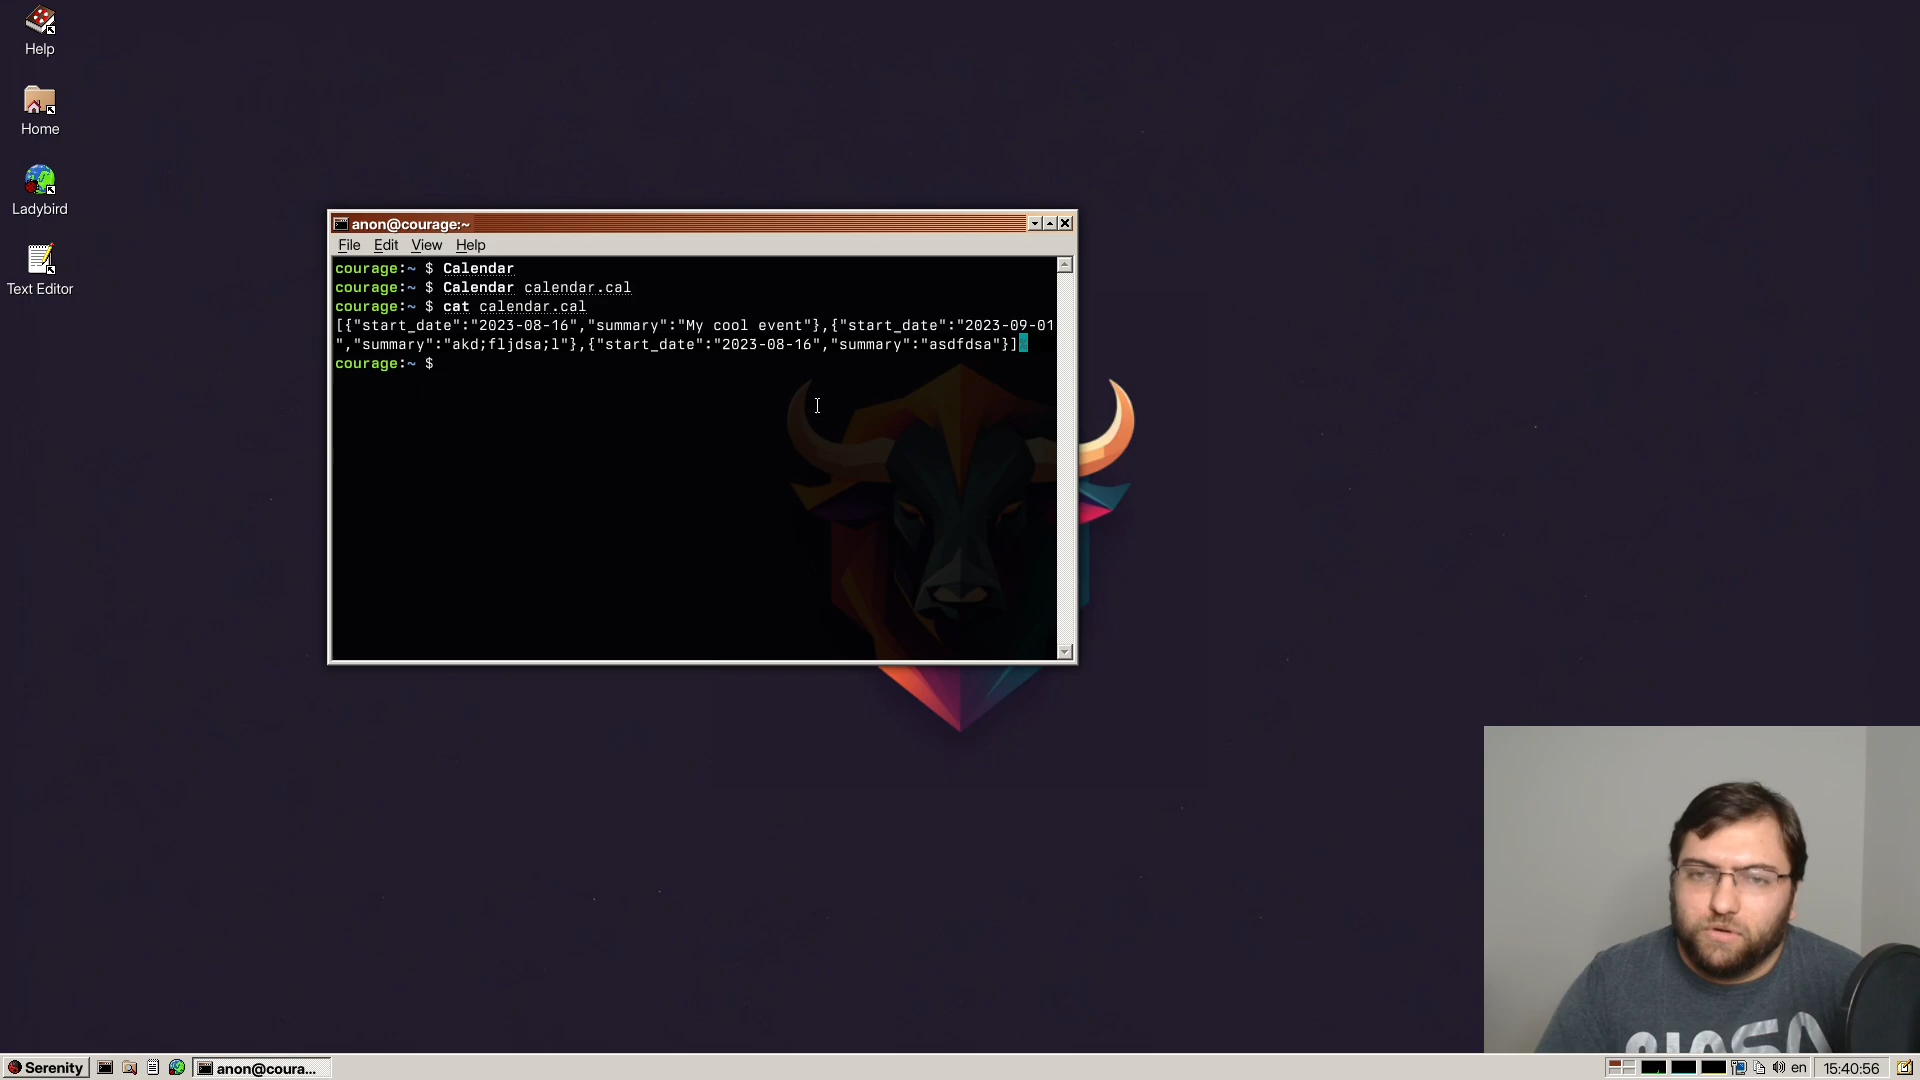 Help
Home
Ladybird
Text Editor
anon@courage:~
File Edit View Help
courage:~ $ Calendar
courage:~ $ Calendar calendar.cal
courage:~ $ cat calendar.cal
[{"start_date":"2023-08-16","summary":"My cool event"},{"start_date":"2023-09-01
","summary":"akd;fljdsa;l"},{"start_date":"2023-08-16","summary":"asdfdsa"}]
courage:~ $
Serenity
anon@coura...
en
15:40:56